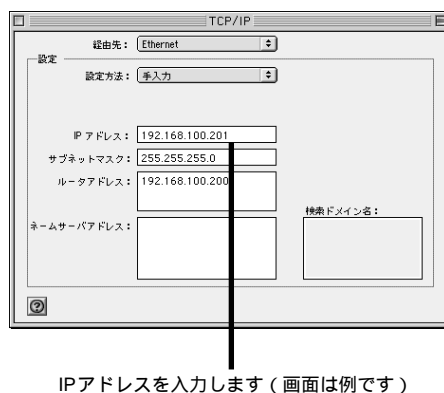 TCP/IP
経由先： Ethernet
設定
設定方法： 手入力
IP アドレス： 192.168.100.201
サブネットマスク： 255.255.255.0
ルータアドレス： 192.168.100.200
ネームサーバアドレス：
検索ドメイン名：
?
IPアドレスを入力します（画面は例です）